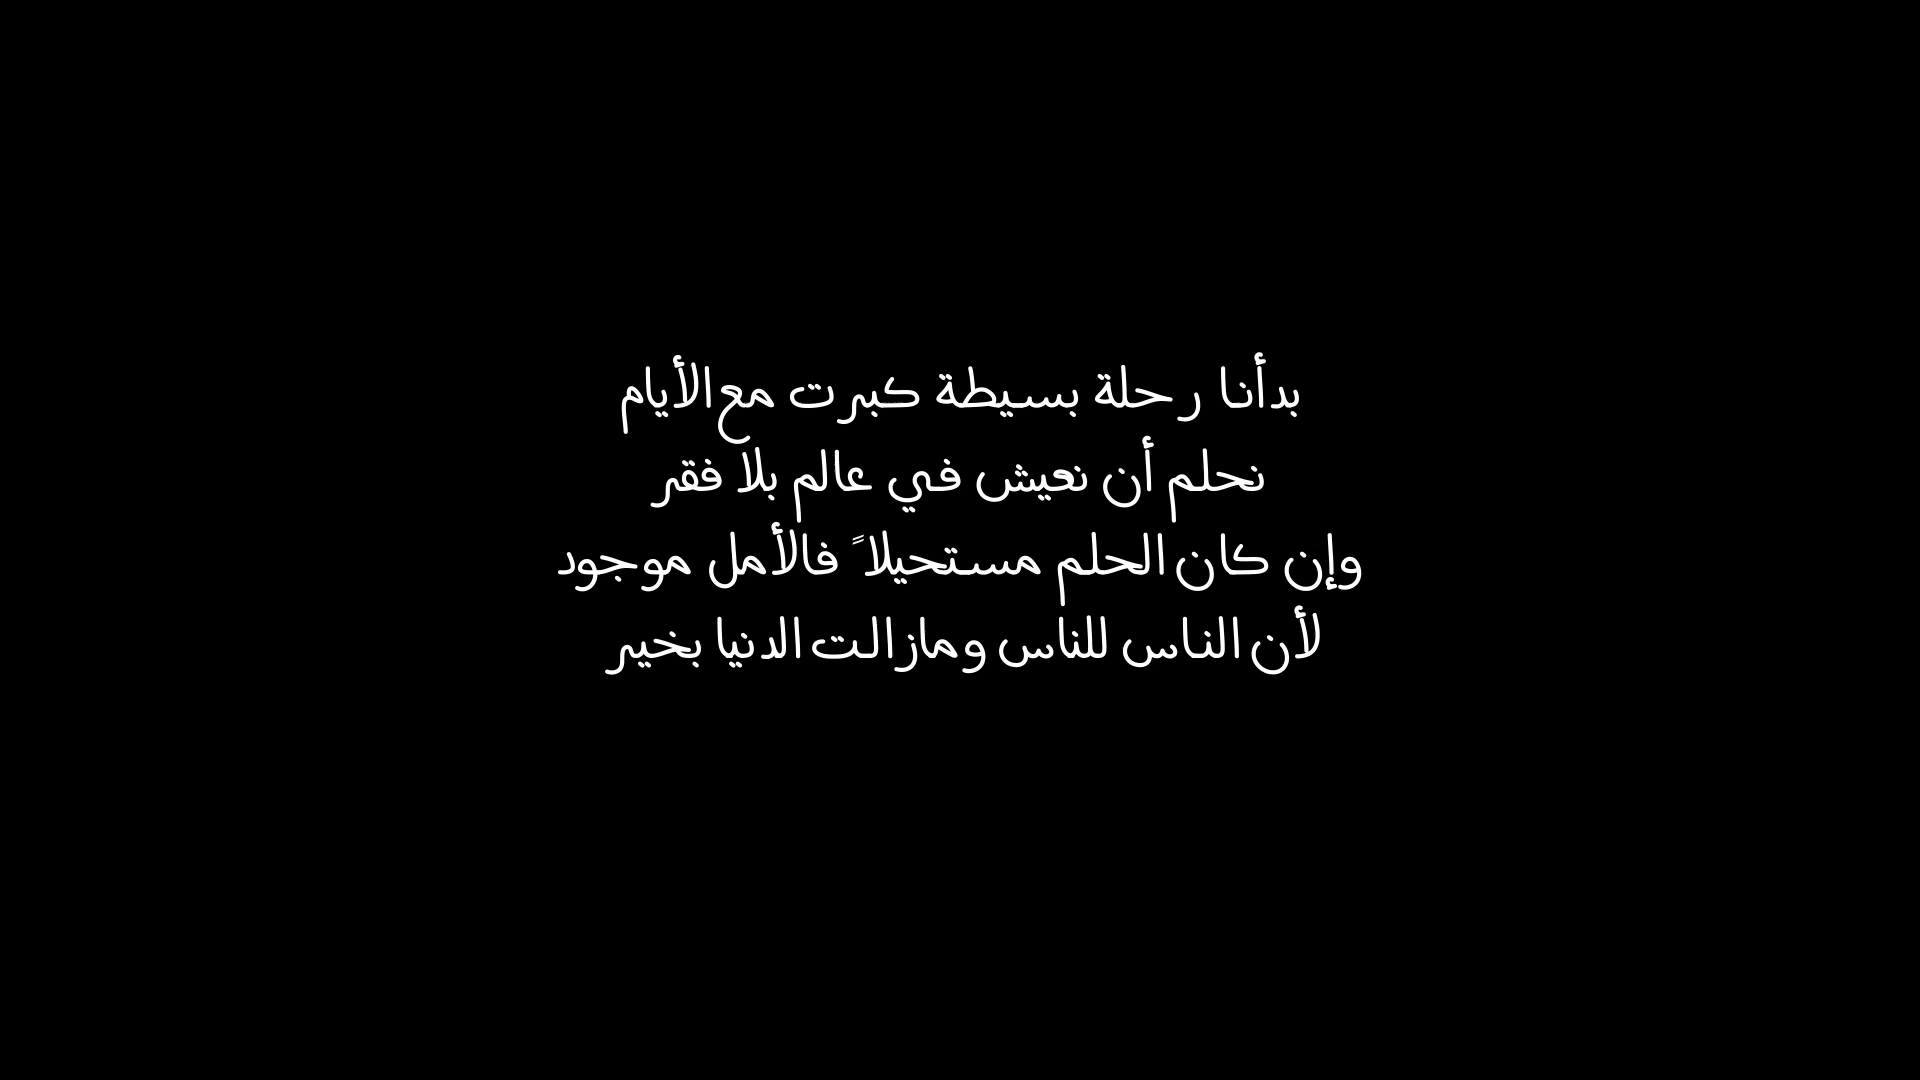 بدأنا رحلة بسيطة كبرت مع الأيام
نحلم أن نعيش في عالم بلا فقر
وإن كان الحلم مستحيلاً فالأمل موجود
لأن الناس للناس ومازالت الدنيا بخير